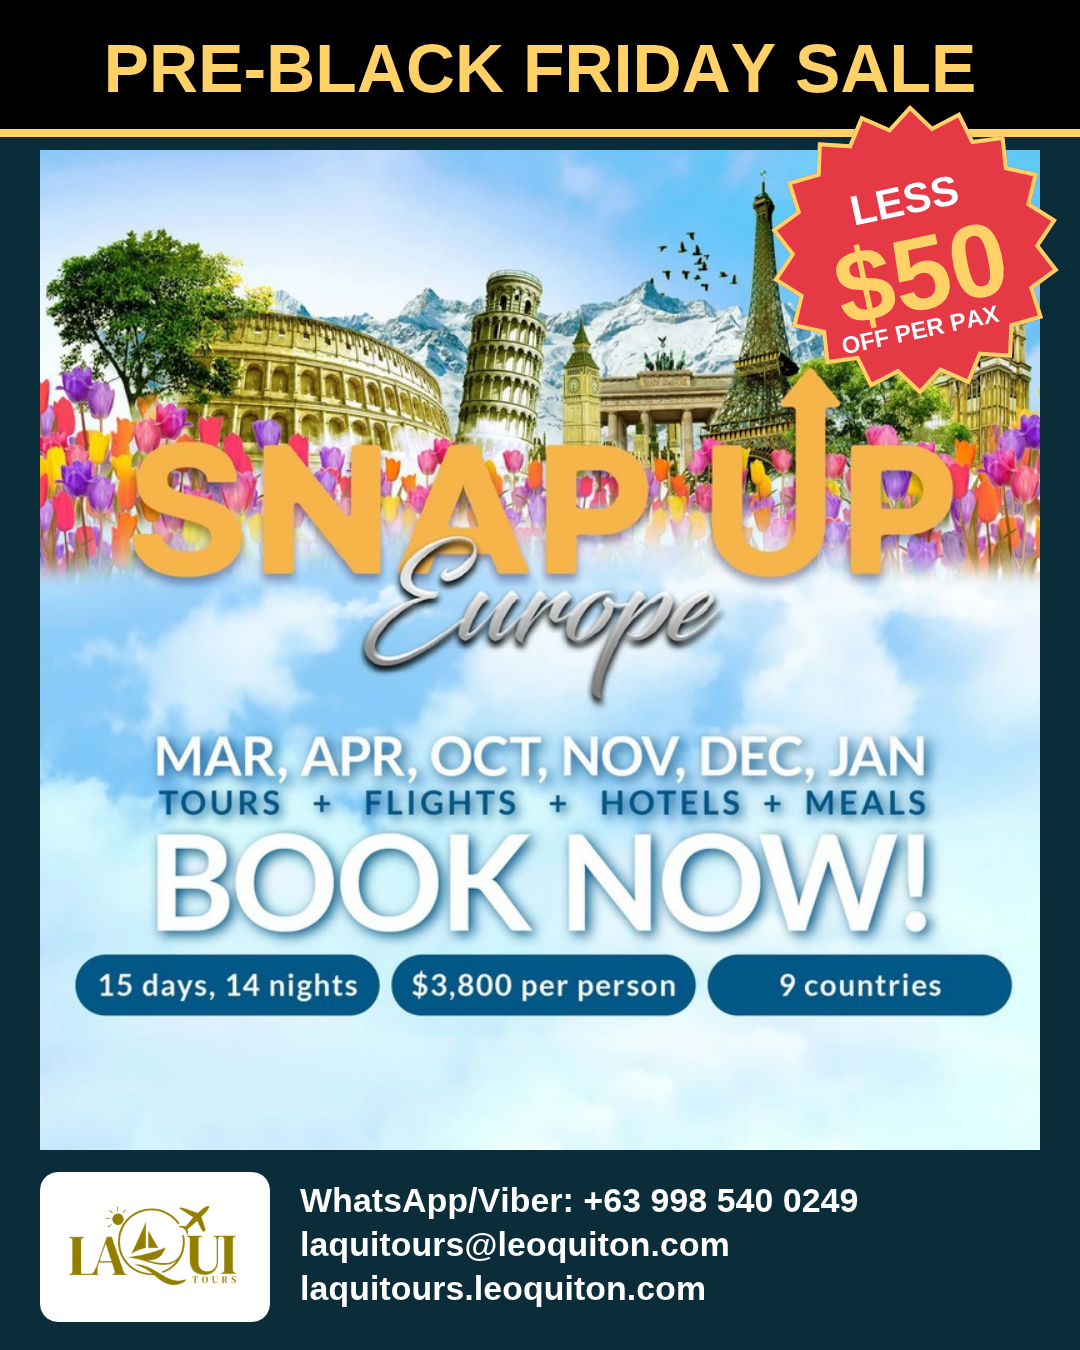 PRE-BLACK FRIDAY SALE
LESS
$50
OFF PER PAX
SNAP UP
Europe
MAR, APR, OCT, NOV, DEC, JAN
TOURS + FLIGHTS + HOTELS + MEALS
BOOK NOW!
15 days, 14 nights
$3,800 per person
9 countries
LAQUI
TOURS
WhatsApp/Viber: +63 998 540 0249
laquitours@leoquiton.com
laquitours.leoquiton.com